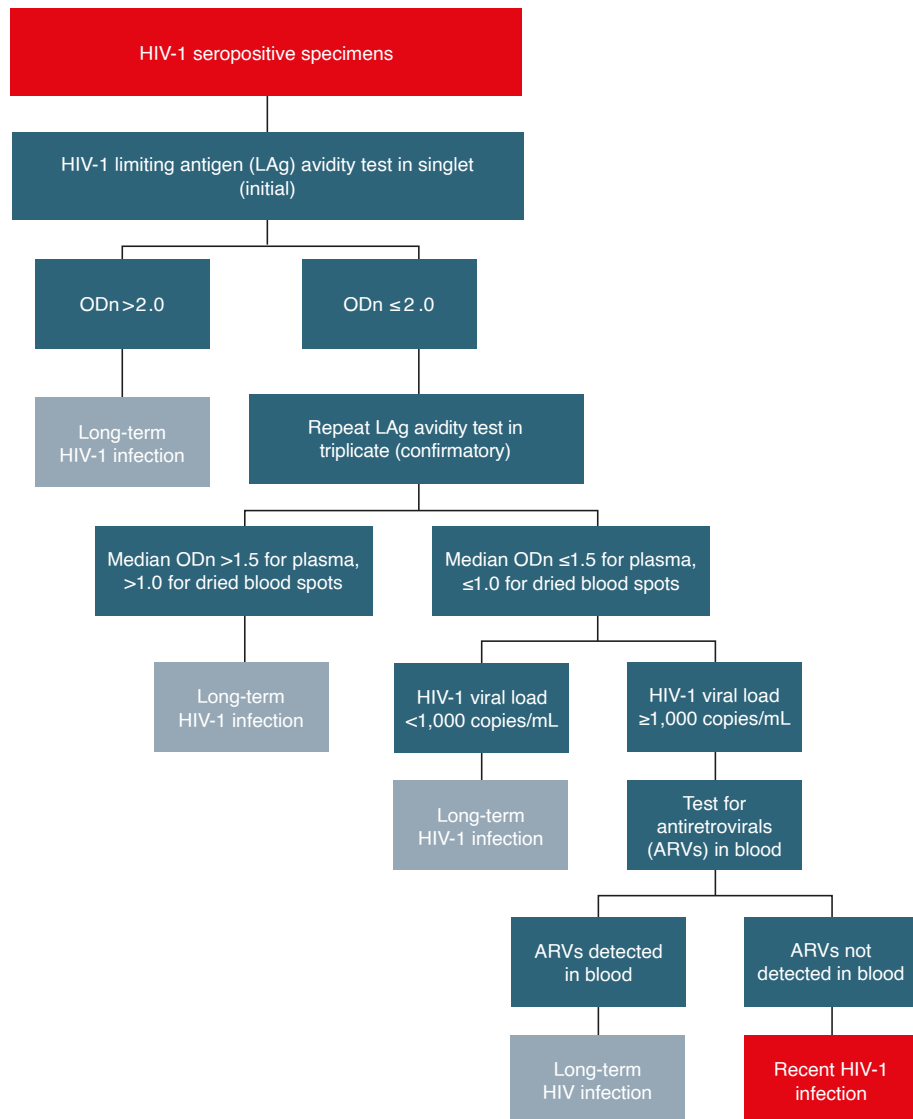 HIV-1 seropositive specimens
HIV-1 limiting antigen (LAg) avidity test in singlet
(initial)
ODn >2.0
ODn ≤2.0
Long-term
HIV-1 infection
Repeat LAg avidity test in
triplicate (confirmatory)
Median ODn >1.5 for plasma,
>1.0 for dried blood spots
Median ODn ≤1.5 for plasma,
≤1.0 for dried blood spots
Long-term
HIV-1 infection
HIV-1 viral load
<1,000 copies/mL
HIV-1 viral load
≥1,000 copies/mL
Long-term
HIV-1 infection
Test for
antiretrovirals
(ARVs) in blood
ARVs detected
in blood
ARVs not
detected in blood
Long-term
HIV infection
Recent HIV-1
infection